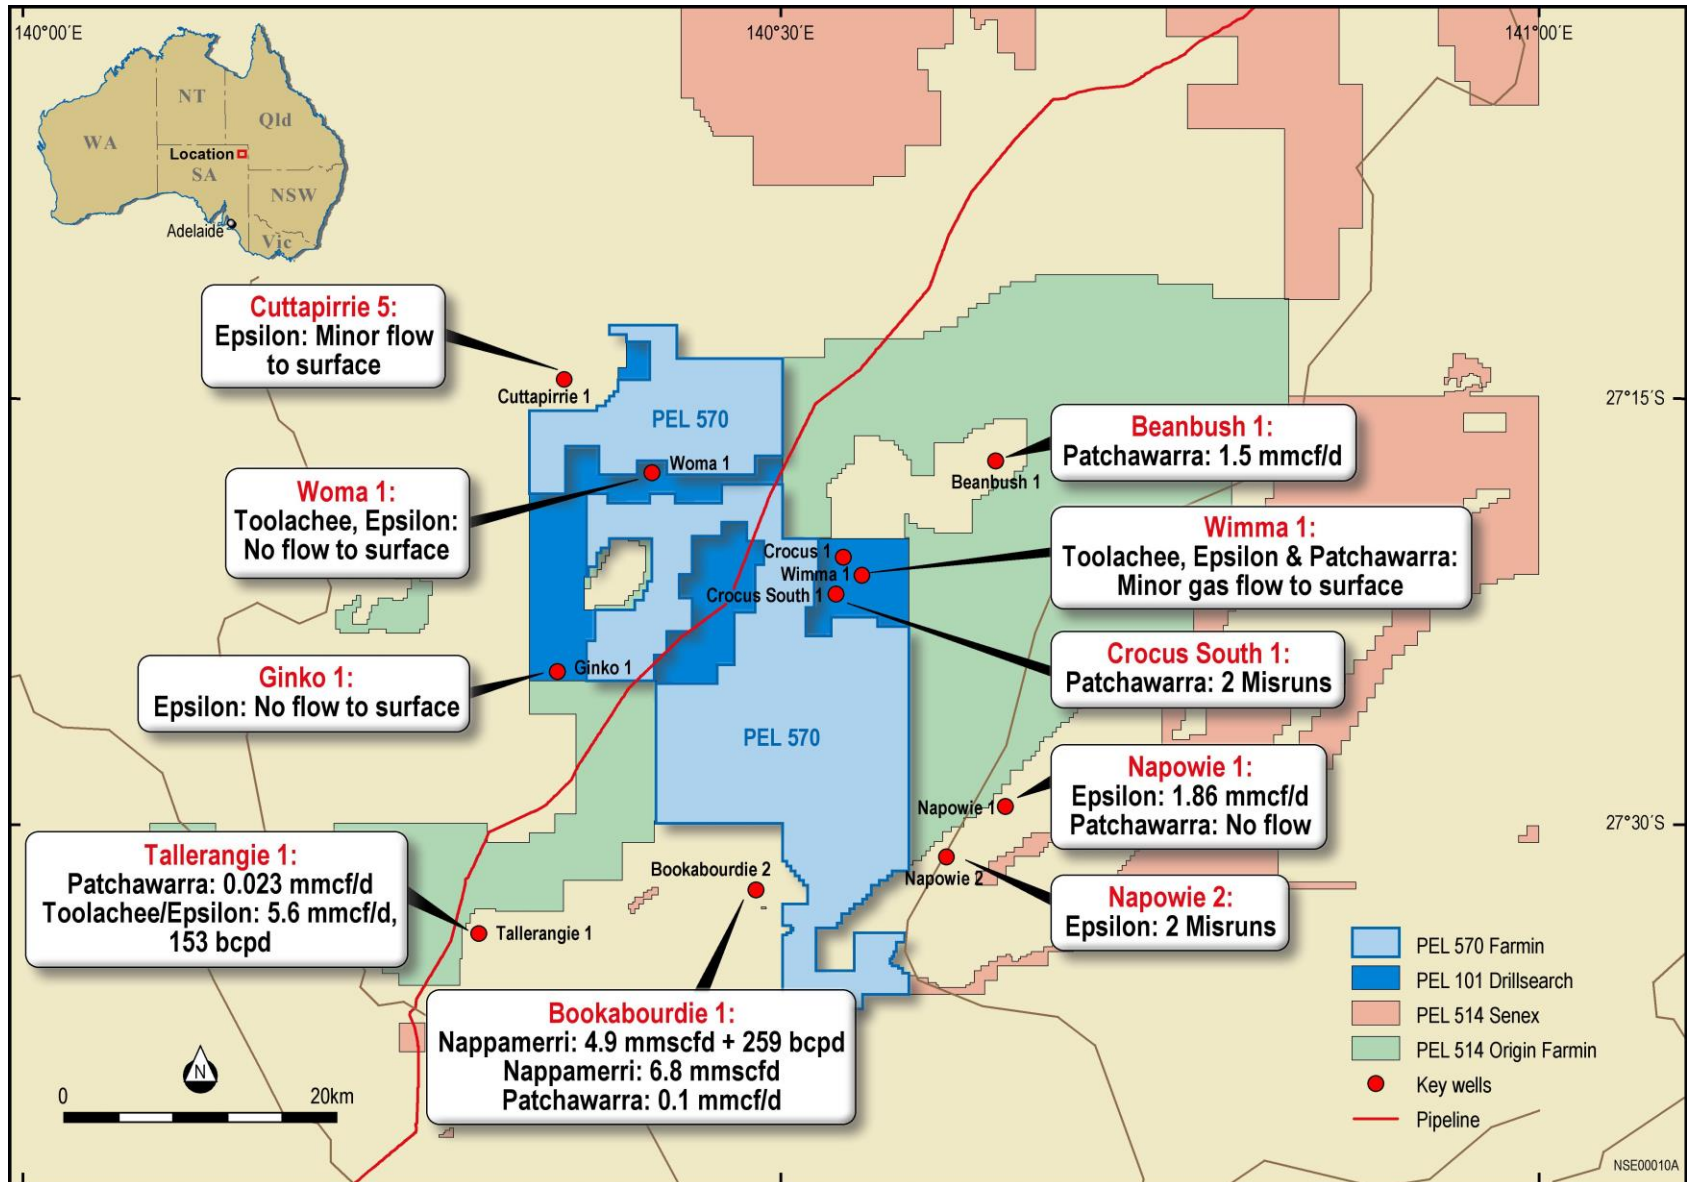 140°00´E
140°30´E
141°00´E
NT
Qld
WA
Location
SA
NSW
Adelaide
Vic
Cuttapirrie 5:
Epsilon: Minor flow
to surface
Cuttapirrie 1
PEL 570
27°15´S
Beanbush 1:
Patchawarra: 1.5 mmcf/d
Beanbush 1
Woma 1
Woma 1:
Toolachee, Epsilon:
No flow to surface
Wimma 1:
Toolachee, Epsilon & Patchawarra:
Minor gas flow to surface
Crocus 1
Wimma 1
Crocus South 1
Crocus South 1:
Patchawarra: 2 Misruns
Ginko 1:
Epsilon: No flow to surface
Ginko 1
PEL 570
Napowie 1:
Epsilon: 1.86 mmcf/d
Patchawarra: No flow
Napowie 1
27°30´S
Tallerangie 1:
Patchawarra: 0.023 mmcf/d
Toolachee/Epsilon: 5.6 mmcf/d,
153 bcpd
Tallerangie 1
Bookabourdie 2
Napowie 2
Napowie 2:
Epsilon: 2 Misruns
Bookabourdie 1:
Nappamerri: 4.9 mmscfd + 259 bcpd
Nappamerri: 6.8 mmscfd
Patchawarra: 0.1 mmcf/d
PEL 570 Farmin
PEL 101 Drillsearch
PEL 514 Senex
PEL 514 Origin Farmin
Key wells
Pipeline
N
0
20km
NSE00010A